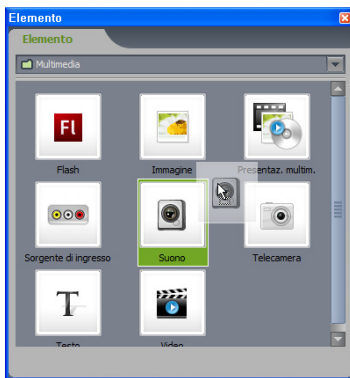 Elemento
Elemento
Multimedia
Fl
Flash
Immagine
Presentaz. multim.
Sorgente di ingresso
Suono
Telecamera
T
Testo
Video